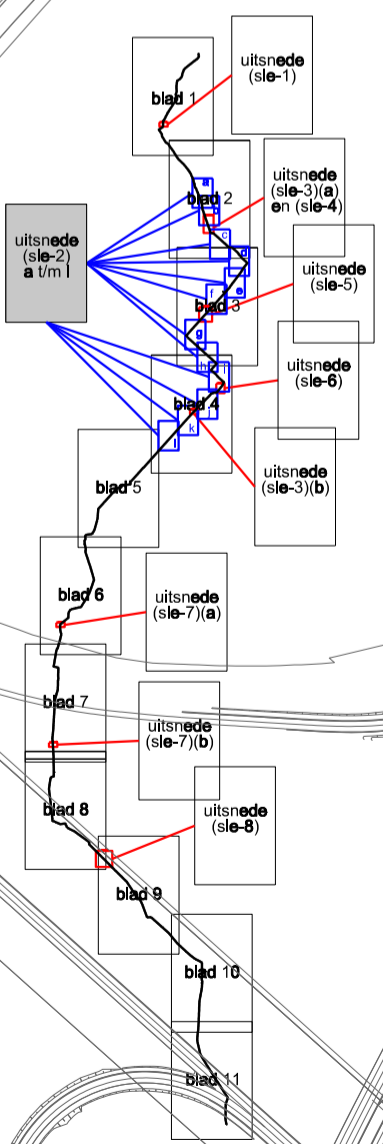 uitsnede
(sle-1)
blad 1
uitsnede
(sle-3)(a)
en (sle-4)
a
blad 2
b
c
uitsnede
(sle-2)
a t/m l
d
uitsnede
(sle-5)
e
f
blad 3
g
h
i
uitsnede
(sle-6)
blad 4
j
k
l
uitsnede
(sle-3)(b)
blad 5
blad 6
uitsnede
(sle-7)(a)
blad 7
uitsnede
(sle-7)(b)
blad 8
uitsnede
(sle-8)
blad 9
blad 10
blad 11